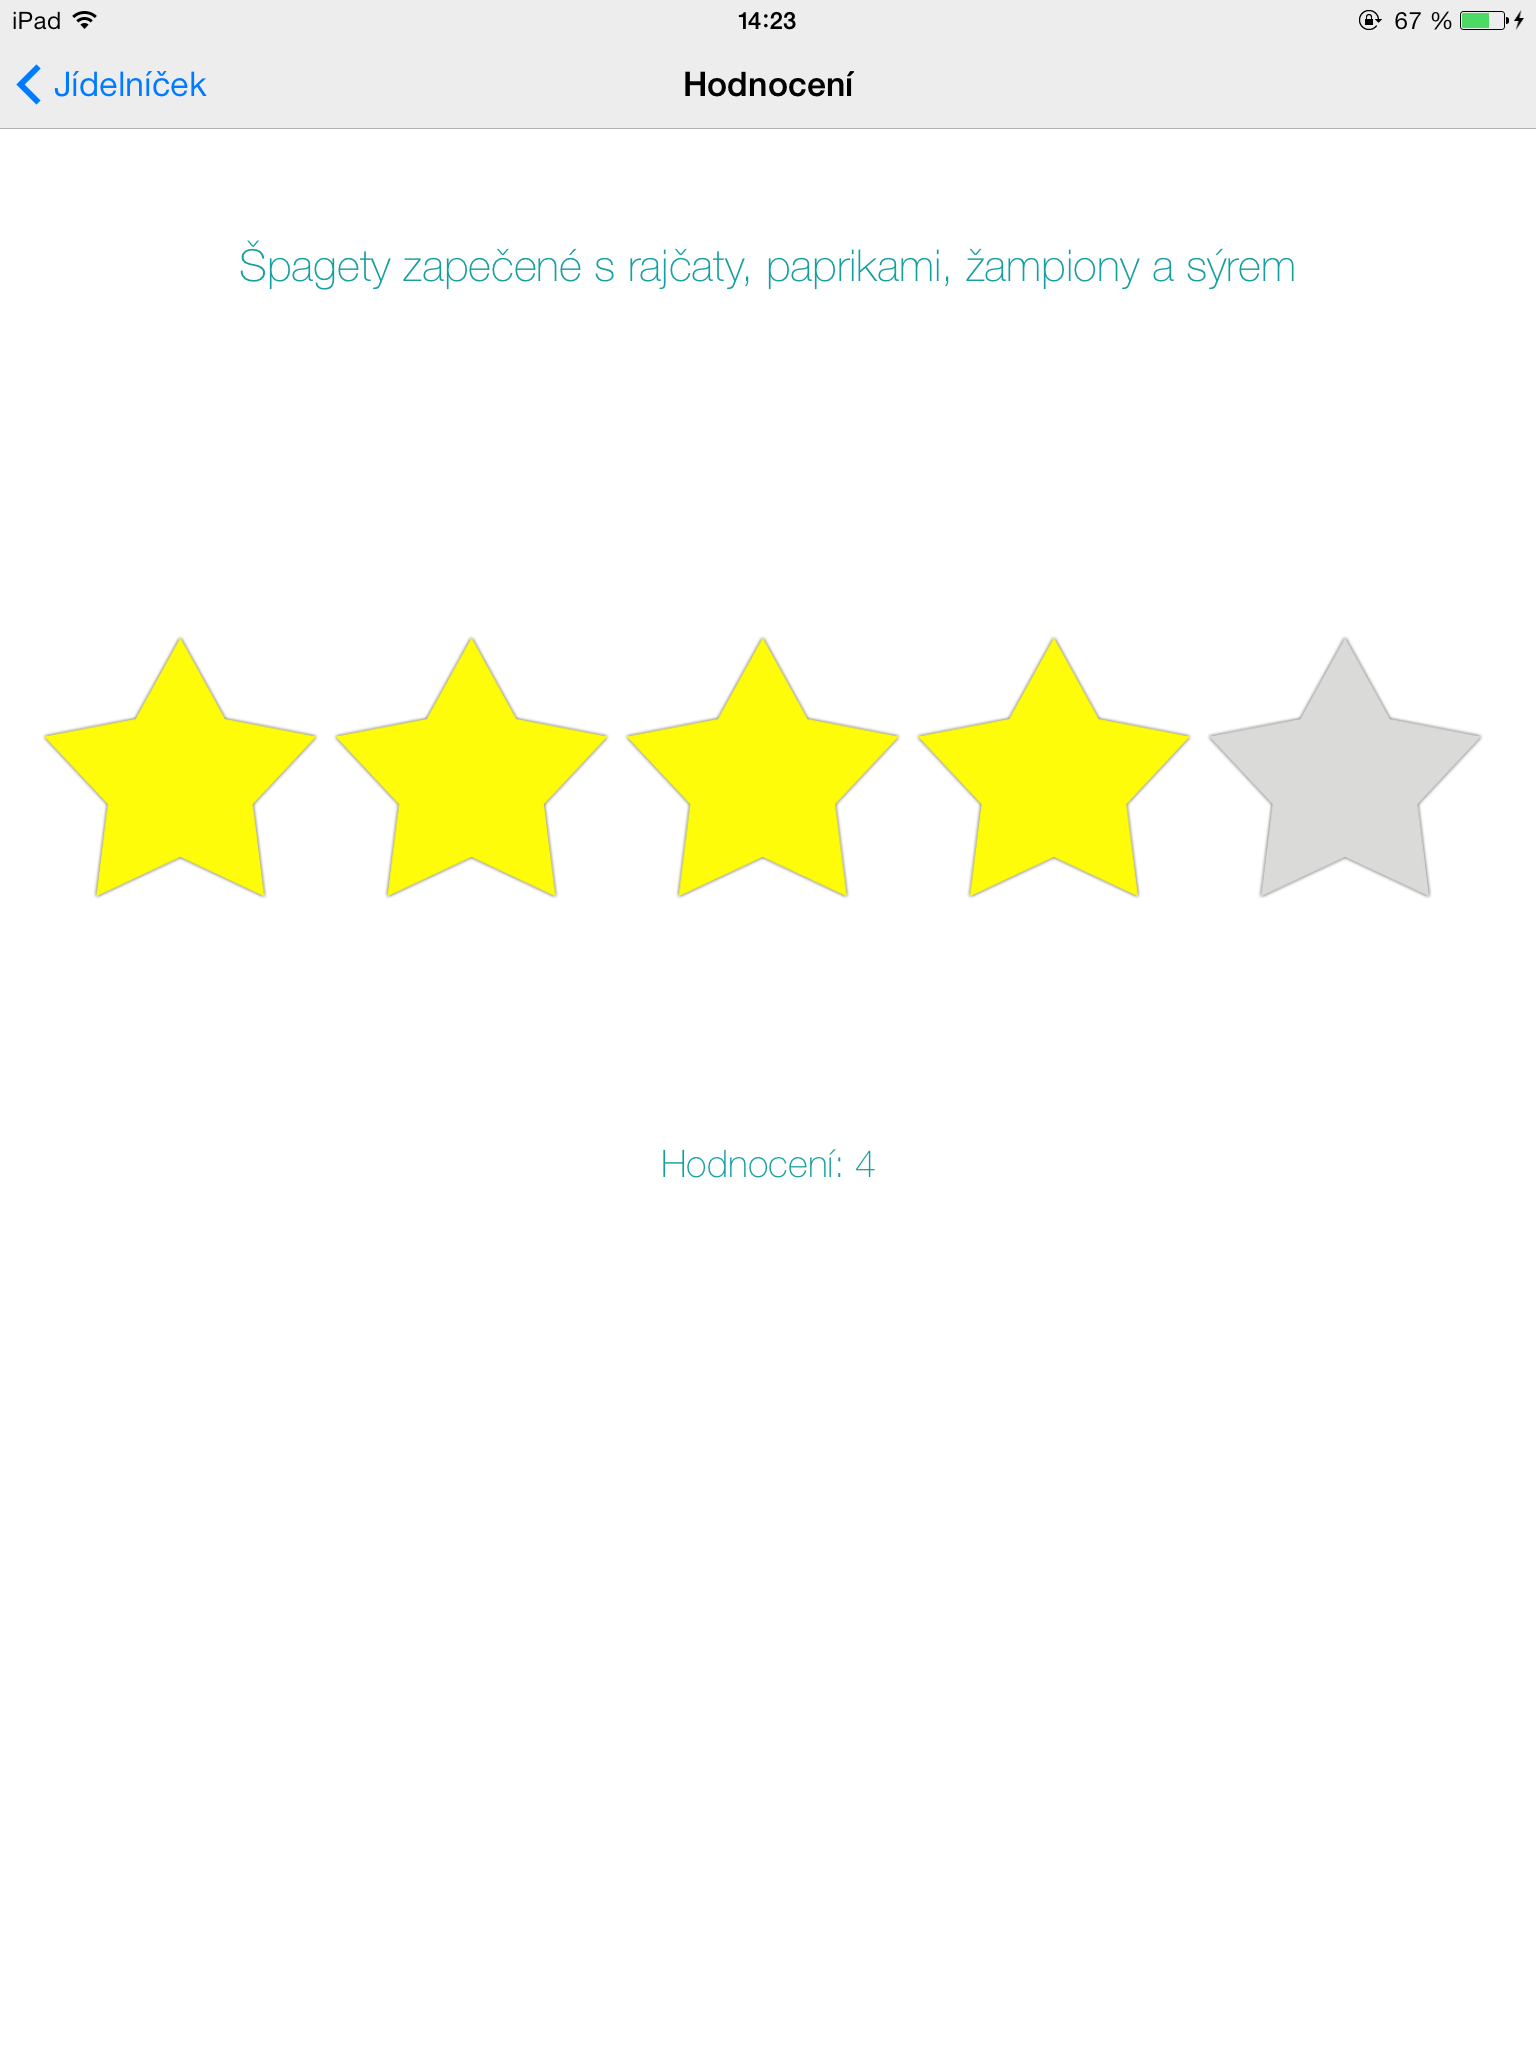 iPad 14:23 67 %
Jídelníček Hodnocení
Špagety zapečené s rajčaty, paprikami, žampiony a sýrem
Hodnocení: 4